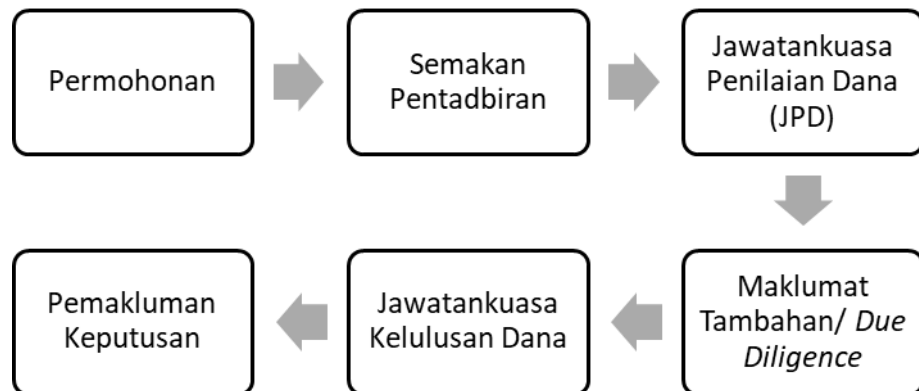 Permohonan
Semakan
Pentadbiran
Jawatankuasa
Penilaian Dana
(JPD)
Maklumat
Tambahan/ Due
Diligence
Jawatankuasa
Kelulusan Dana
Pemakluman
Keputusan